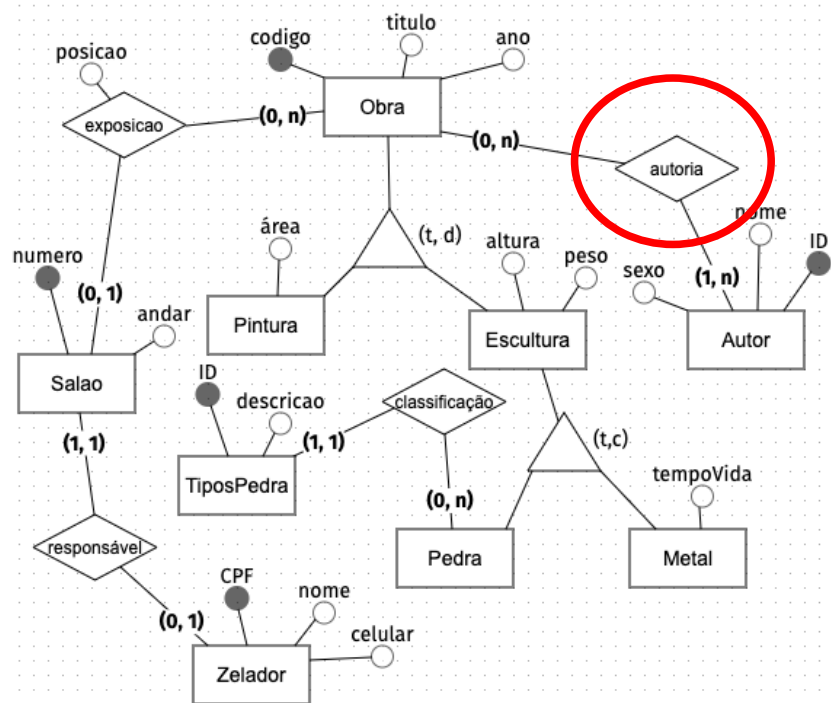 titulo
codigo
ano
posicao
Obra
(0, n)
exposicao
(0, n)
autoria
nome
ID
área
(t, d)
altura
peso
sexo
(1, n)
numero
(0, 1)
andar
Pintura
Escultura
Autor
Salao
ID
descricao
classificação
(1, 1)
(1, 1)
(t,c)
TiposPedra
(0, n)
tempoVida
responsável
Pedra
Metal
CPF
nome
(0, 1)
celular
Zelador